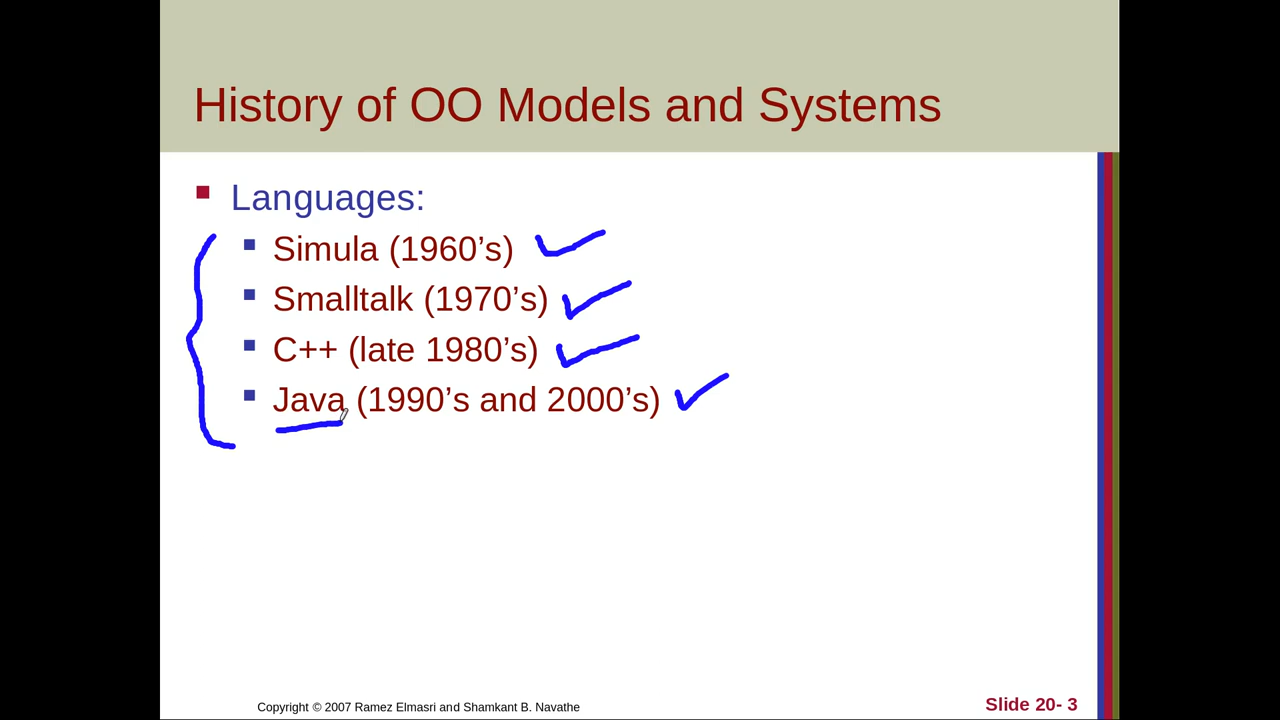 History of OO Models and Systems
Languages:
Simula (1960’s)
Smalltalk (1970’s)
C++ (late 1980’s)
Java (1990’s and 2000’s)
Copyright © 2007 Ramez Elmasri and Shamkant B. Navathe
Slide 20- 3